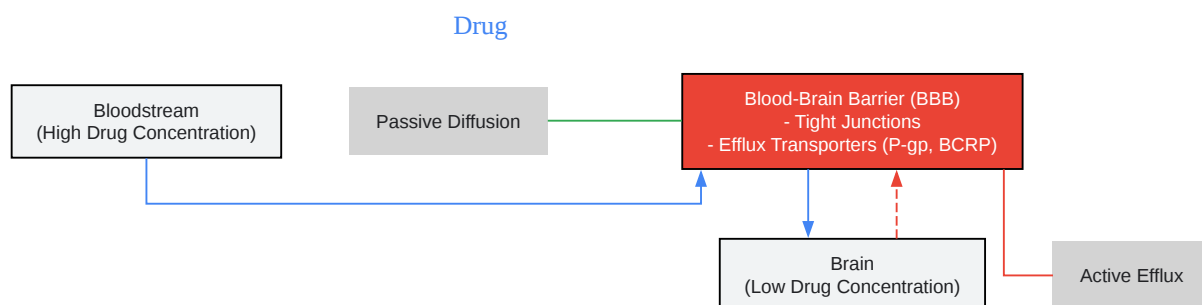 Drug
Bloodstream
(High Drug Concentration)
Passive Diffusion
Blood-Brain Barrier (BBB)
- Tight Junctions
- Efflux Transporters (P-gp, BCRP)
Brain
(Low Drug Concentration)
Active Efflux